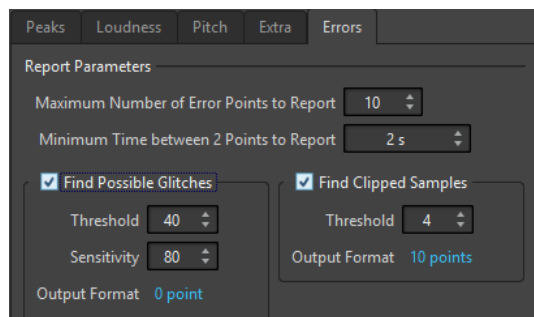 Peaks Loudness Pitch Extra Errors
Report Parameters
Maximum Number of Error Points to Report 10
Minimum Time between 2 Points to Report 2 s
Find Possible Glitches Find Clipped Samples
Threshold 40 Threshold 4
Sensitivity 80 Output Format 10 points
Output Format 0 point